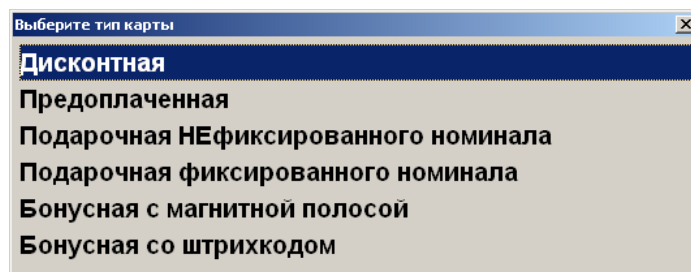 Выберите тип карты
Дисконтная
Предоплаченная
Подарочная НЕфиксированного номинала
Подарочная фиксированного номинала
Бонусная с магнитной полосой
Бонусная со штрихкодом